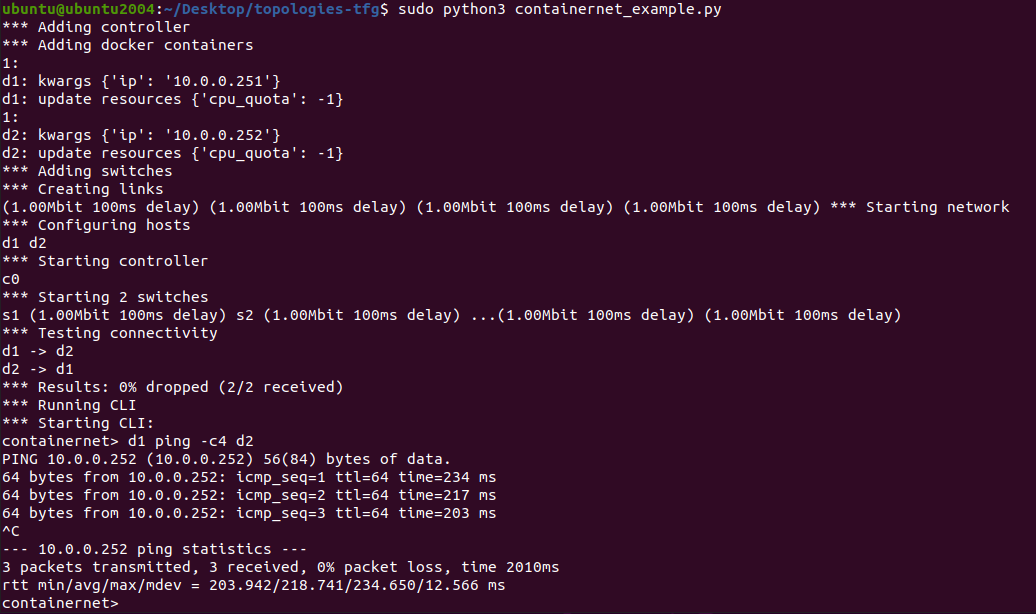 ubuntu@ubuntu2004:~/Desktop/topologies-tfg$ sudo python3 containernet_example.py
*** Adding controller
*** Adding docker containers
1:
d1: kwargs {'ip': '10.0.0.251'}
d1: update resources {'cpu_quota': -1}
1:
d2: kwargs {'ip': '10.0.0.252'}
d2: update resources {'cpu_quota': -1}
*** Adding switches
*** Creating links
(1.00Mbit 100ms delay) (1.00Mbit 100ms delay) (1.00Mbit 100ms delay) (1.00Mbit 100ms delay) *** Starting network
*** Configuring hosts
d1 d2
*** Starting controller
c0
*** Starting 2 switches
s1 (1.00Mbit 100ms delay) s2 (1.00Mbit 100ms delay) ...(1.00Mbit 100ms delay) (1.00Mbit 100ms delay)
*** Testing connectivity
d1 -> d2
d2 -> d1
*** Results: 0% dropped (2/2 received)
*** Running CLI
*** Starting CLI:
containernet> d1 ping -c4 d2
PING 10.0.0.252 (10.0.0.252) 56(84) bytes of data.
64 bytes from 10.0.0.252: icmp_seq=1 ttl=64 time=234 ms
64 bytes from 10.0.0.252: icmp_seq=2 ttl=64 time=217 ms
64 bytes from 10.0.0.252: icmp_seq=3 ttl=64 time=203 ms
^C
--- 10.0.0.252 ping statistics ---
3 packets transmitted, 3 received, 0% packet loss, time 2010ms
rtt min/avg/max/mdev = 203.942/218.741/234.650/12.566 ms
containernet>